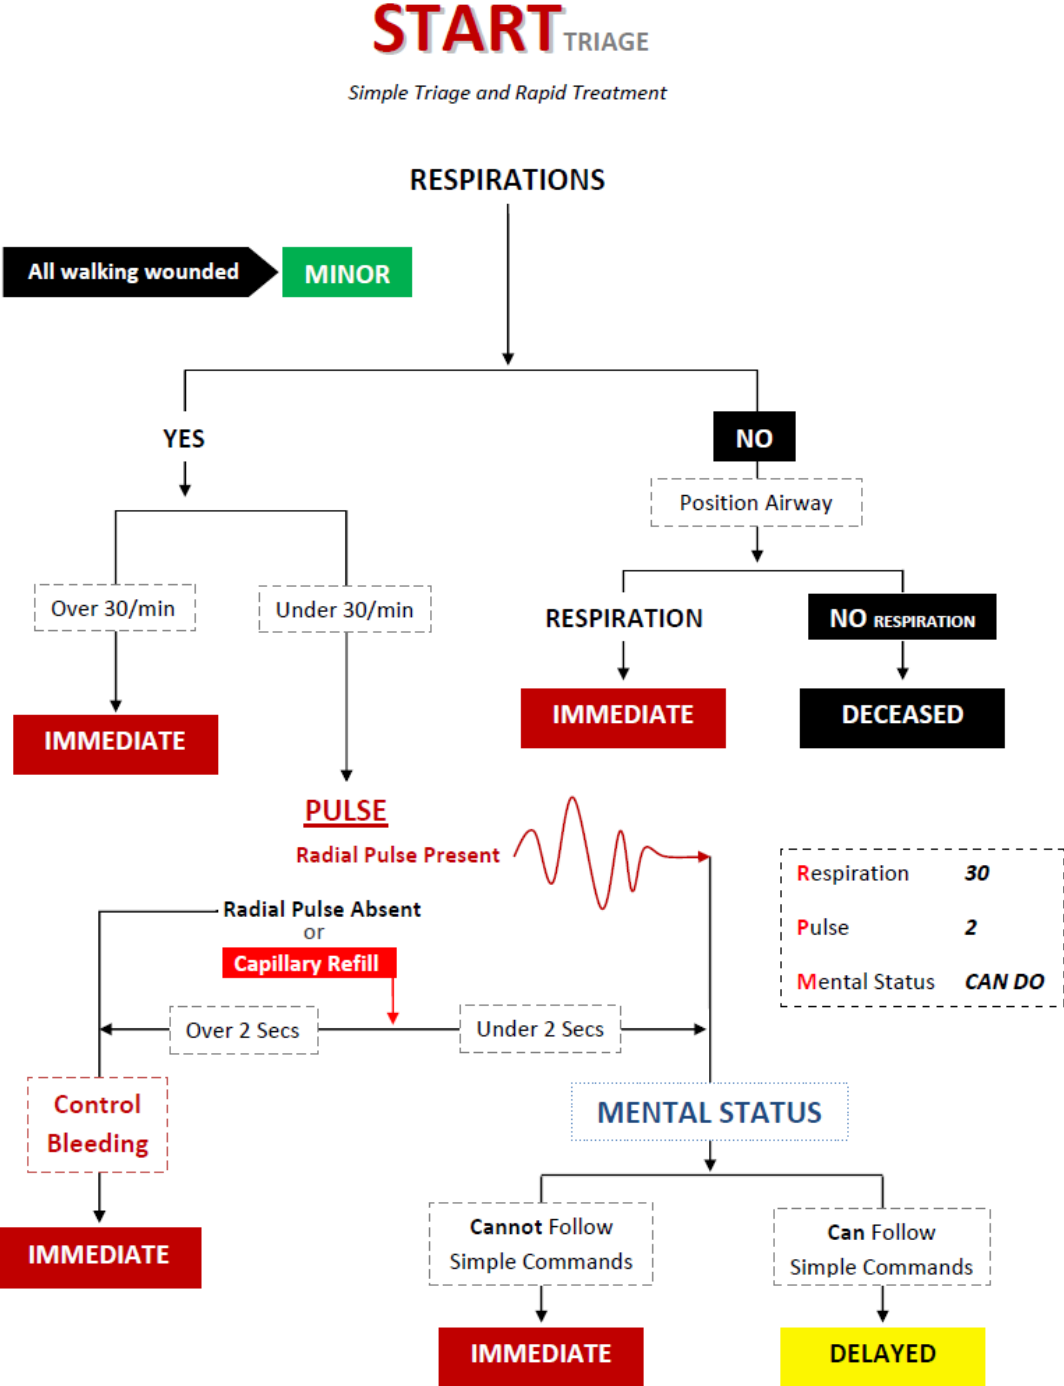 START TRIAGE
Simple Triage and Rapid Treatment
RESPIRATIONS
All walking wounded
MINOR
YES
NO
Position Airway
Over 30/min
Under 30/min
RESPIRATION
NO RESPIRATION
IMMEDIATE
IMMEDIATE
DECEASED
PULSE
Radial Pulse Present
Radial Pulse Absent
or
Capillary Refill
Over 2 Secs
Under 2 Secs
Respiration 30
Pulse 2
Mental Status CAN DO
Control
Bleeding
IMMEDIATE
MENTAL STATUS
Cannot Follow
Simple Commands
Can Follow
Simple Commands
IMMEDIATE
DELAYED